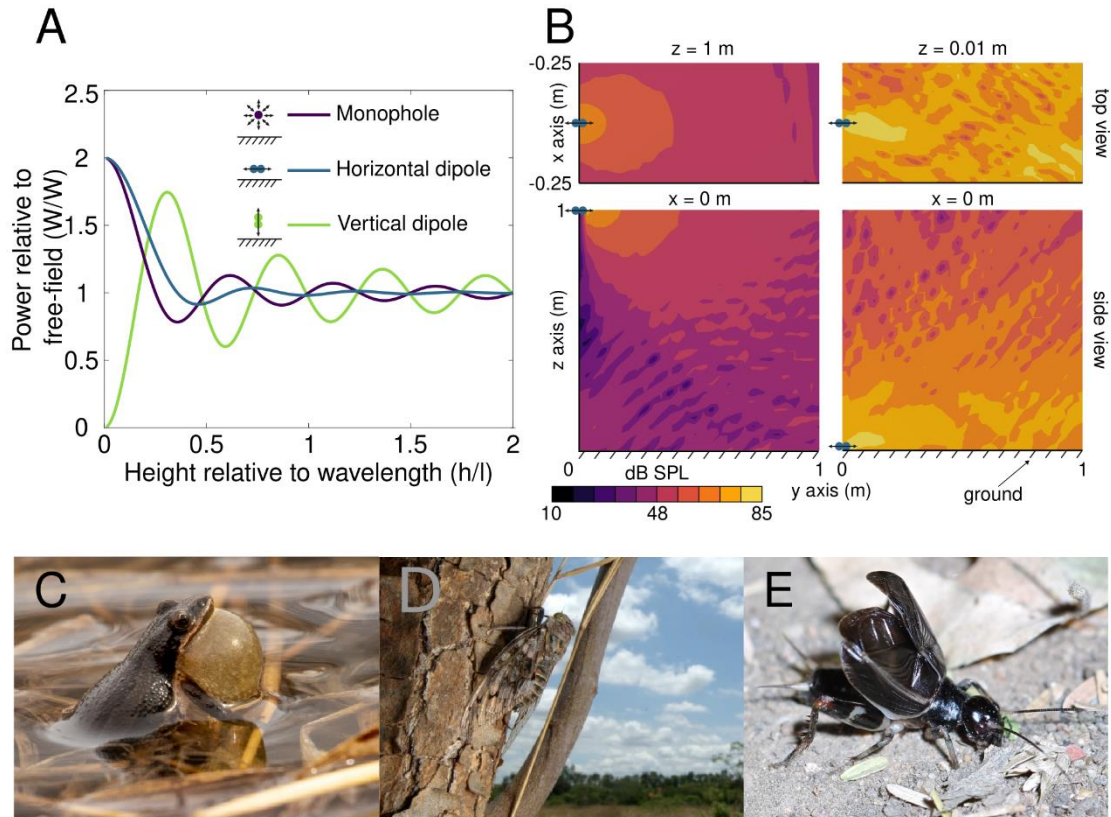 A
Power relative to
free-field (W/W)
2.5
2
1.5
1
0.5
0
Monophole
Horizontal dipole
Vertical dipole
0 0.5 1 1.5 2
Height relative to wavelength (h/l)
B
z = 1 m
z = 0.01 m
-0.25
x axis (m)
-0.25
top view
x = 0 m
x = 0 m
1
z axis (m)
side view
0 1
0 1
y axis (m)
ground
dB SPL
10 48 85
C
D
E